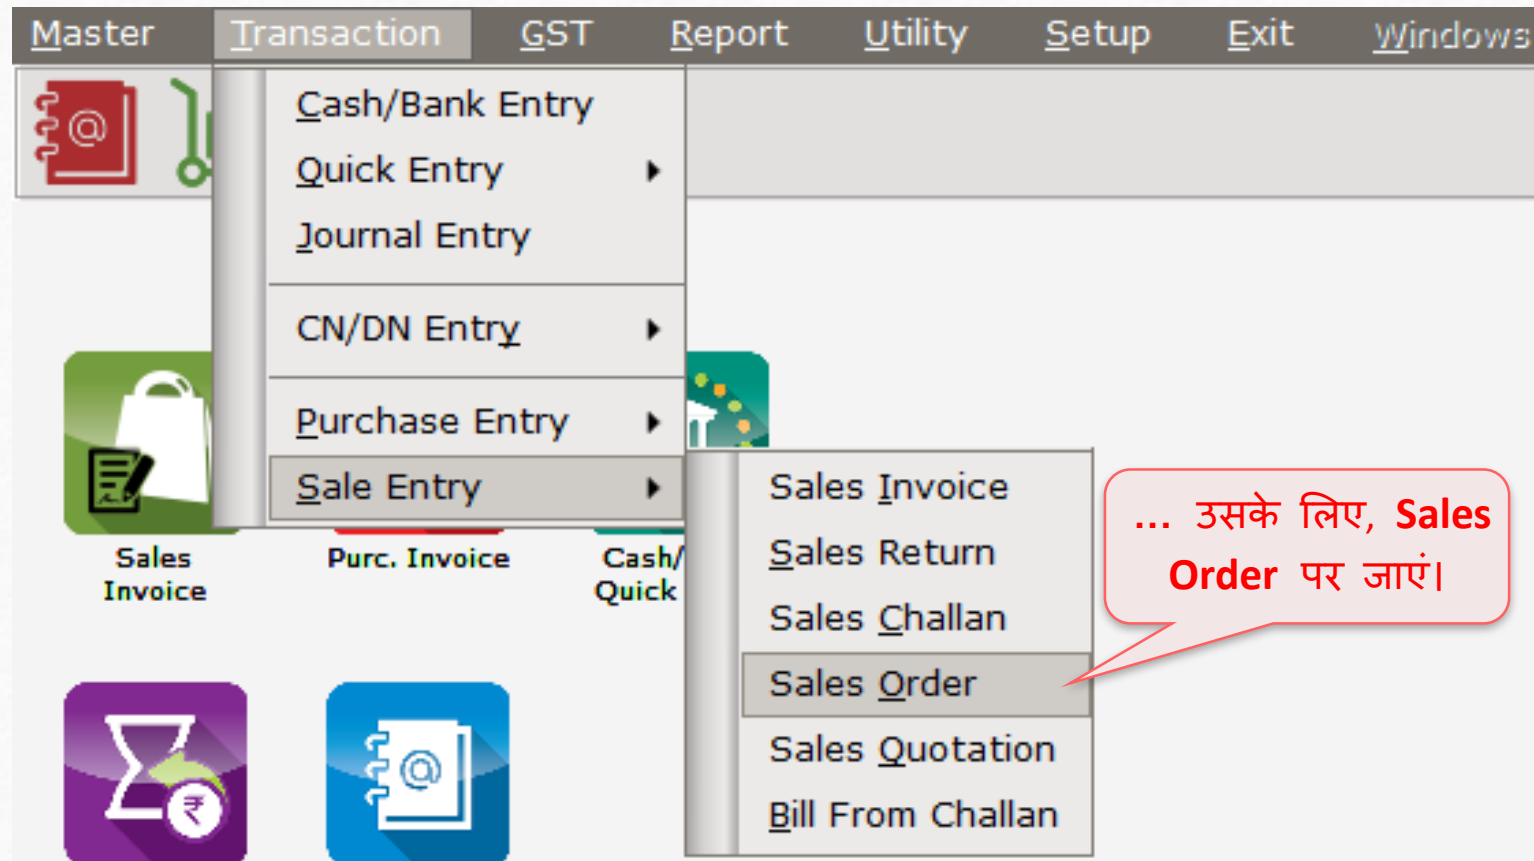 Master Transaction GST Report Utility Setup Exit Windows
Cash/Bank Entry
Quick Entry
Journal Entry
CN/DN Entry
Purchase Entry
Sale Entry
Sales Invoice
Sales Return
Sales Challan
Sales Order
Sales Quotation
Bill From Challan
... उसके लिए, Sales
Order पर जाएं।
Sales
Invoice
Purc. Invoice
Cash/
Quick